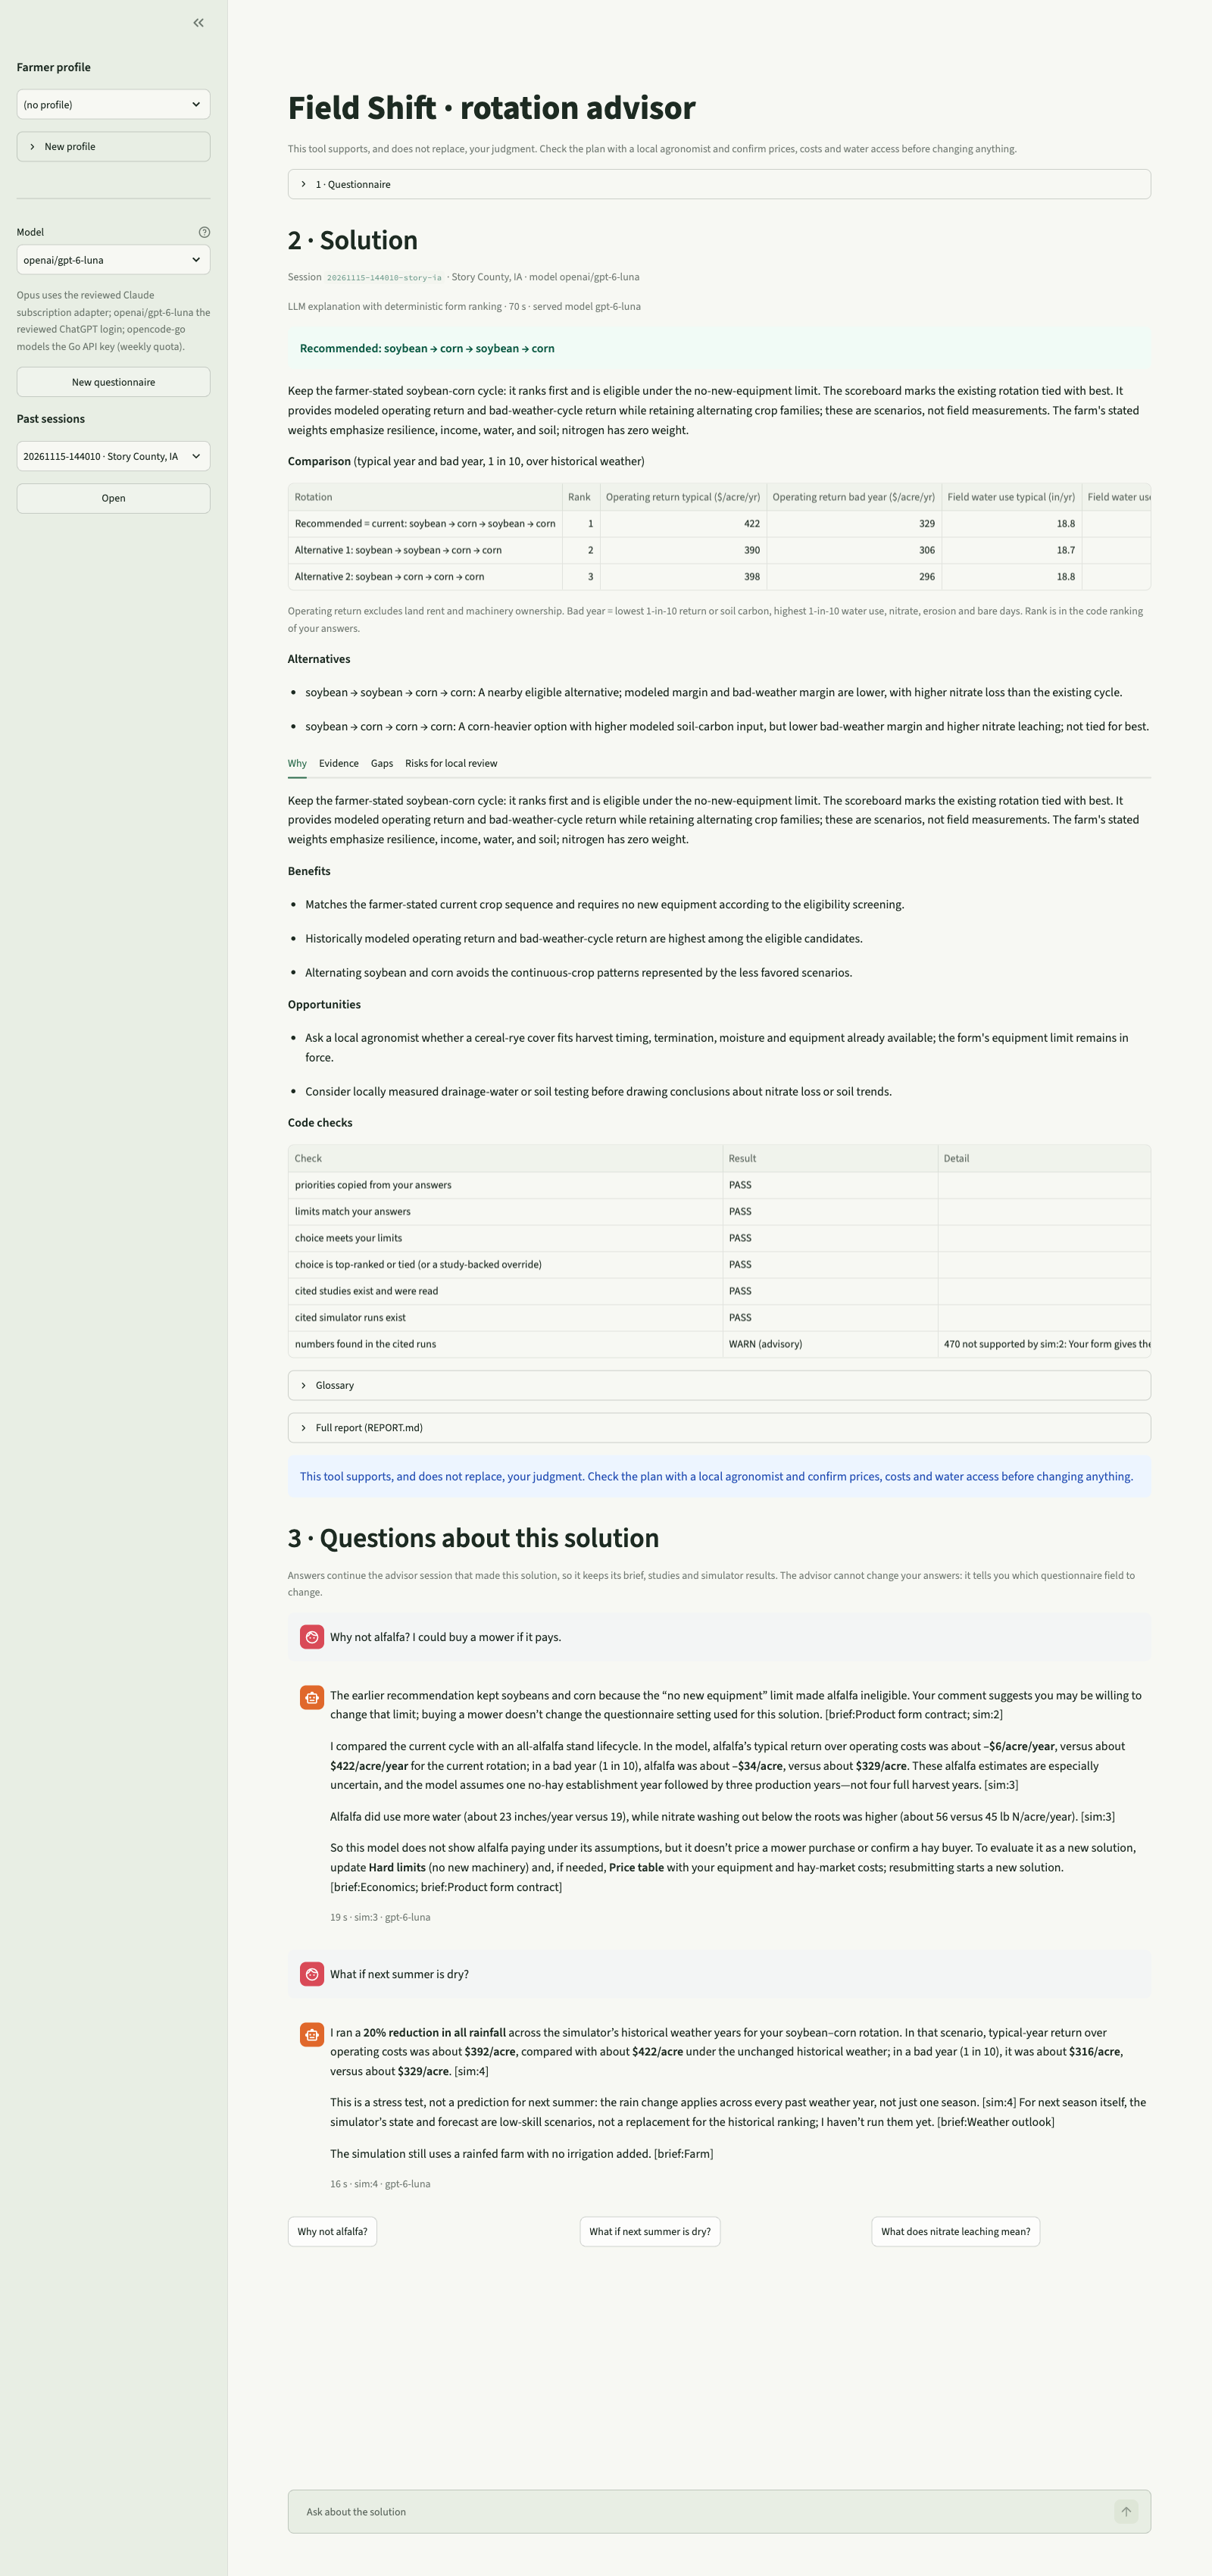 Farmer profile
(no profile)
New profile
Model
openai/gpt-6-luna
Opus uses the reviewed Claude
subscription adapter; openai/gpt-6-luna the
reviewed ChatGPT login; opencode-go
models the Go API key (weekly quota).
New questionnaire
Past sessions
20261115-144010 · Story County, IA
Open
Field Shift · rotation advisor
This tool supports, and does not replace, your judgment. Check the plan with a local agronomist and confirm prices, costs and water access before changing anything.
1 · Questionnaire
2 · Solution
Session 20261115-144010-story-ia · Story County, IA · model openai/gpt-6-luna
LLM explanation with deterministic form ranking · 70 s · served model gpt-6-luna
Recommended: soybean → corn → soybean → corn
Keep the farmer-stated soybean-corn cycle: it ranks first and is eligible under the no-new-equipment limit. The scoreboard marks the existing rotation tied with best. It
provides modeled operating return and bad-weather-cycle return while retaining alternating crop families; these are scenarios, not field measurements. The farm's stated
weights emphasize resilience, income, water, and soil; nitrogen has zero weight.
Comparison (typical year and bad year, 1 in 10, over historical weather)
Rotation Rank Operating return typical ($/acre/yr) Operating return bad year ($/acre/yr) Field water use typical (in/yr) Field water use
Recommended = current: soybean → corn → soybean → corn 1 422 329 18.8
Alternative 1: soybean → soybean → corn → corn 2 390 306 18.7
Alternative 2: soybean → corn → corn → corn 3 398 296 18.8
Operating return excludes land rent and machinery ownership. Bad year = lowest 1-in-10 return or soil carbon, highest 1-in-10 water use, nitrate, erosion and bare days. Rank is in the code ranking
of your answers.
Alternatives
• soybean → soybean → corn → corn: A nearby eligible alternative; modeled margin and bad-weather margin are lower, with higher nitrate loss than the existing cycle.
• soybean → corn → corn → corn: A corn-heavier option with higher modeled soil-carbon input, but lower bad-weather margin and higher nitrate leaching; not tied for best.
Why Evidence Gaps Risks for local review
Keep the farmer-stated soybean-corn cycle: it ranks first and is eligible under the no-new-equipment limit. The scoreboard marks the existing rotation tied with best. It
provides modeled operating return and bad-weather-cycle return while retaining alternating crop families; these are scenarios, not field measurements. The farm's stated
weights emphasize resilience, income, water, and soil; nitrogen has zero weight.
Benefits
• Matches the farmer-stated current crop sequence and requires no new equipment according to the eligibility screening.
• Historically modeled operating return and bad-weather-cycle return are highest among the eligible candidates.
• Alternating soybean and corn avoids the continuous-crop patterns represented by the less favored scenarios.
Opportunities
• Ask a local agronomist whether a cereal-rye cover fits harvest timing, termination, moisture and equipment already available; the form's equipment limit remains in
force.
• Consider locally measured drainage-water or soil testing before drawing conclusions about nitrate loss or soil trends.
Code checks
Check Result Detail
priorities copied from your answers PASS
limits match your answers PASS
choice meets your limits PASS
choice is top-ranked or tied (or a study-backed override) PASS
cited studies exist and were read PASS
cited simulator runs exist PASS
numbers found in the cited runs WARN (advisory) 470 not supported by sim:2: Your form gives the
Glossary
Full report (REPORT.md)
This tool supports, and does not replace, your judgment. Check the plan with a local agronomist and confirm prices, costs and water access before changing anything.
3 · Questions about this solution
Answers continue the advisor session that made this solution, so it keeps its brief, studies and simulator results. The advisor cannot change your answers: it tells you which questionnaire field to
change.
Why not alfalfa? I could buy a mower if it pays.
The earlier recommendation kept soybeans and corn because the “no new equipment” limit made alfalfa ineligible. Your comment suggests you may be willing to
change that limit; buying a mower doesn’t change the questionnaire setting used for this solution. [brief:Product form contract; sim:2]
I compared the current cycle with an all-alfalfa stand lifecycle. In the model, alfalfa’s typical return over operating costs was about –$6/acre/year, versus about
$422/acre/year for the current rotation; in a bad year (1 in 10), alfalfa was about –$34/acre, versus about $329/acre. These alfalfa estimates are especially
uncertain, and the model assumes one no-hay establishment year followed by three production years—not four full harvest years. [sim:3]
Alfalfa did use more water (about 23 inches/year versus 19), while nitrate washing out below the roots was higher (about 56 versus 45 lb N/acre/year). [sim:3]
So this model does not show alfalfa paying under its assumptions, but it doesn’t price a mower purchase or confirm a hay buyer. To evaluate it as a new solution,
update Hard limits (no new machinery) and, if needed, Price table with your equipment and hay-market costs; resubmitting starts a new solution.
[brief:Economics; brief:Product form contract]
19 s · sim:3 · gpt-6-luna
What if next summer is dry?
I ran a 20% reduction in all rainfall across the simulator’s historical weather years for your soybean–corn rotation. In that scenario, typical-year return over
operating costs was about $392/acre, compared with about $422/acre under the unchanged historical weather; in a bad year (1 in 10), it was about $316/acre,
versus about $329/acre. [sim:4]
This is a stress test, not a prediction for next summer: the rain change applies across every past weather year, not just one season. [sim:4] For next season itself, the
simulator’s state and forecast are low-skill scenarios, not a replacement for the historical ranking; I haven’t run them yet. [brief:Weather outlook]
The simulation still uses a rainfed farm with no irrigation added. [brief:Farm]
16 s · sim:4 · gpt-6-luna
Why not alfalfa? What if next summer is dry? What does nitrate leaching mean?
Ask about the solution